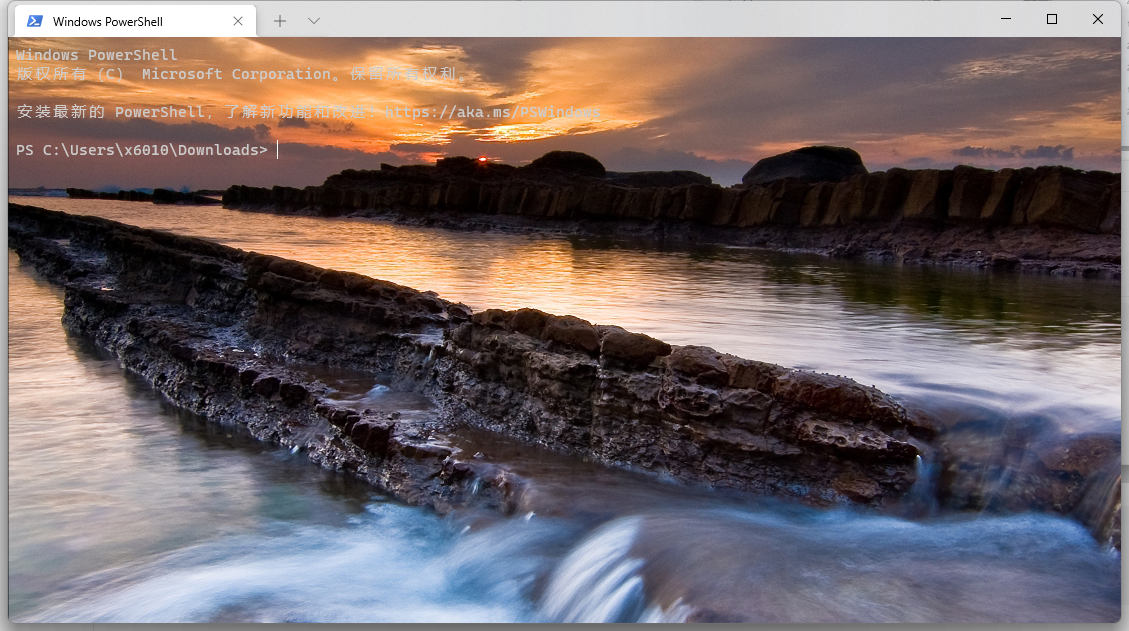 Windows PowerShell
Windows PowerShell
版权所有 (C) Microsoft Corporation。保留所有权利。
安装最新的 PowerShell，了解新功能和改进！https://aka.ms/PSWindows
PS C:\Users\x6010\Downloads>